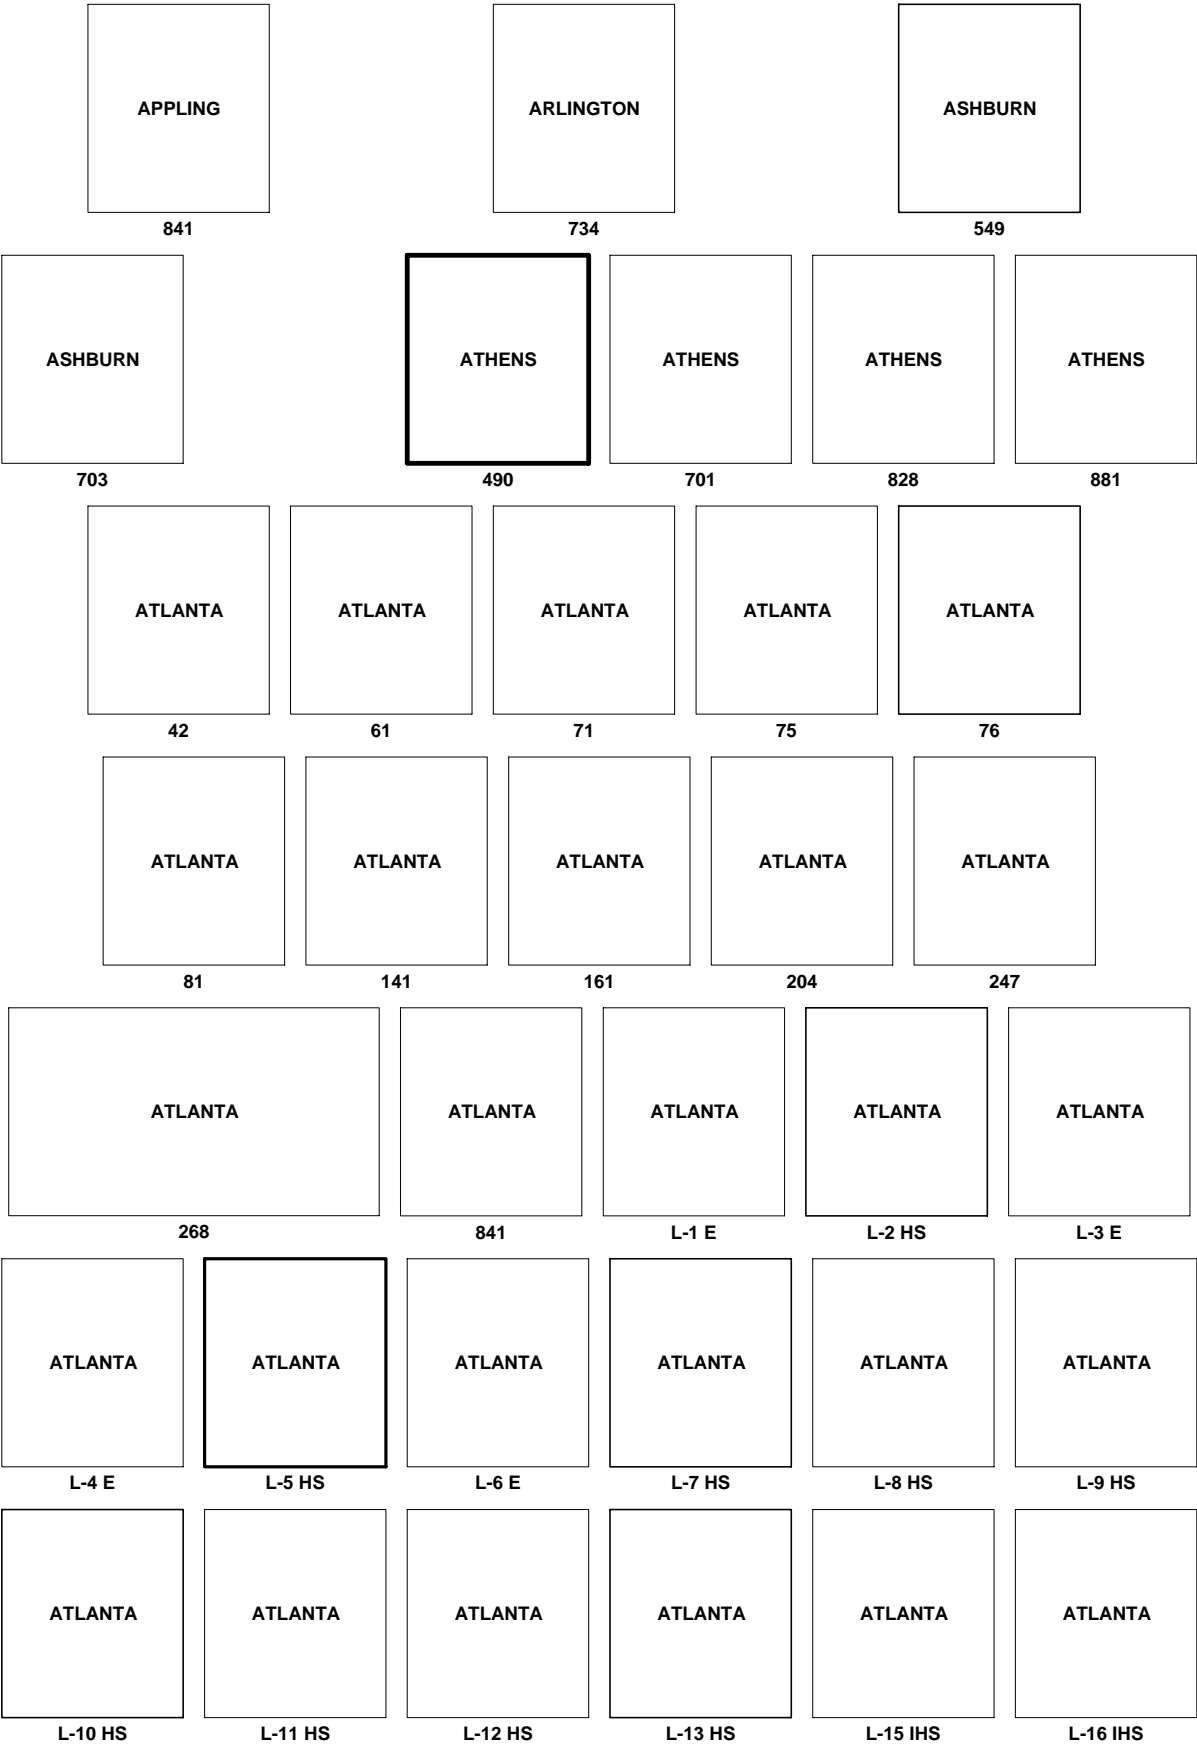 APPLING ARLINGTON ASHBURN
841 734 549
ASHBURN ATHENS ATHENS ATHENS ATHENS
703 490 701 828 881
ATLANTA ATLANTA ATLANTA ATLANTA ATLANTA
42 61 71 75 76
ATLANTA ATLANTA ATLANTA ATLANTA ATLANTA
81 141 161 204 247
ATLANTA ATLANTA ATLANTA ATLANTA ATLANTA
268 841 L-1 E L-2 HS L-3 E
ATLANTA ATLANTA ATLANTA ATLANTA ATLANTA ATLANTA
L-4 E L-5 HS L-6 E L-7 HS L-8 HS L-9 HS
ATLANTA ATLANTA ATLANTA ATLANTA ATLANTA ATLANTA
L-10 HS L-11 HS L-12 HS L-13 HS L-15 IHS L-16 IHS